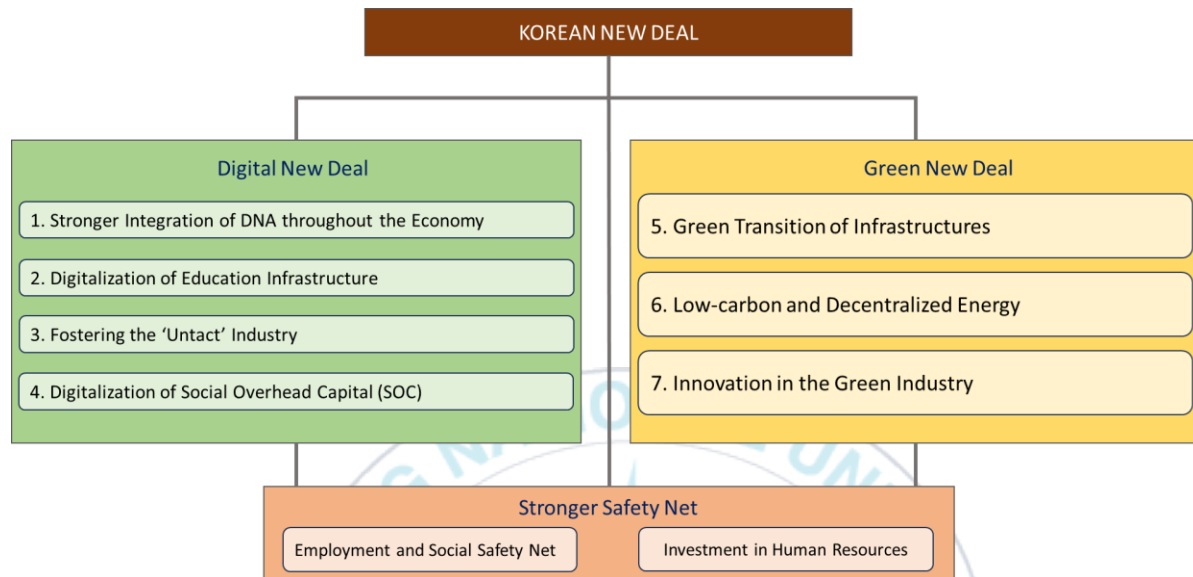 KOREAN NEW DEAL
Digital New Deal
1. Stronger Integration of DNA throughout the Economy
2. Digitalization of Education Infrastructure
3. Fostering the ‘Untact’ Industry
4. Digitalization of Social Overhead Capital (SOC)
Green New Deal
5. Green Transition of Infrastructures
6. Low-carbon and Decentralized Energy
7. Innovation in the Green Industry
Stronger Safety Net
Employment and Social Safety Net
Investment in Human Resources